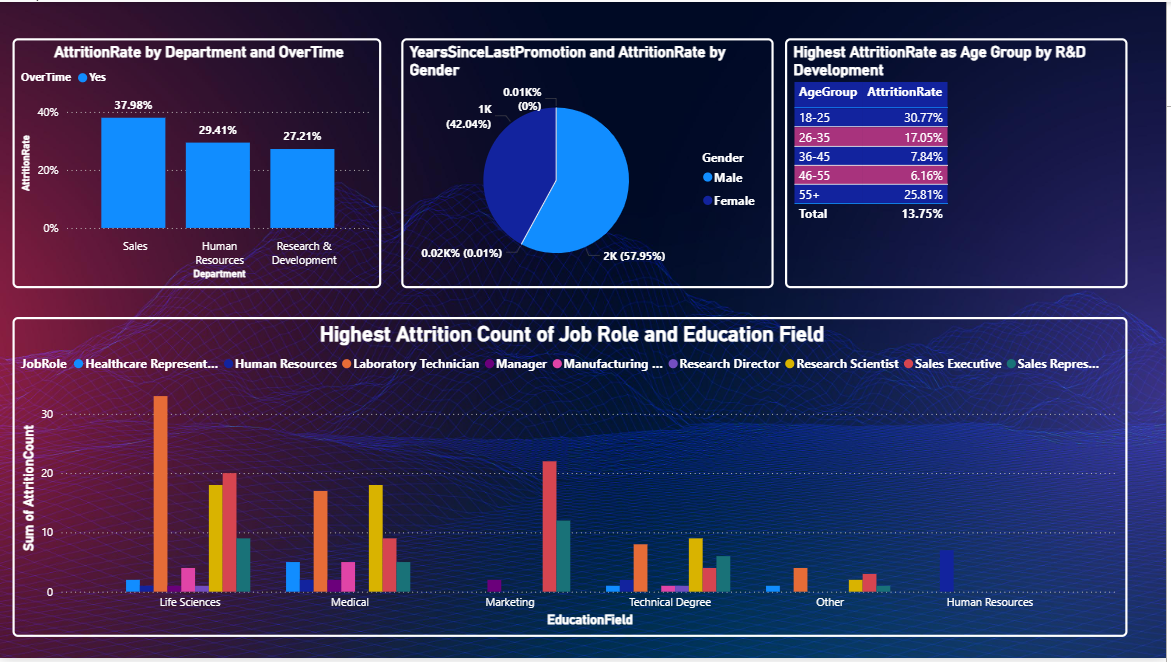 AttritionRate by Department and OverTime
OverTime Yes
37.98%
29.41%
27.21%
40%
20%
0%
AttritionRate
Sales
Human
Resources
Research &
Development
Department
YearsSinceLastPromotion and AttritionRate by
Gender
0.01K%
(0%)
1K
(42.04%)
0.02K% (0.01%)
2K (57.95%)
Gender
Male
Female
Highest AttritionRate as Age Group by R&D
Development
AgeGroup AttritionRate
18-25 30.77%
26-35 17.05%
36-45 7.84%
46-55 6.16%
55+ 25.81%
Total 13.75%
Highest Attrition Count of Job Role and Education Field
JobRole Healthcare Represent... Human Resources Laboratory Technician Manager Manufacturing ... Research Director Research Scientist Sales Executive Sales Repres...
30
20
10
0
Sum of AttritionCount
Life Sciences
Medical
Marketing
Technical Degree
Other
Human Resources
EducationField